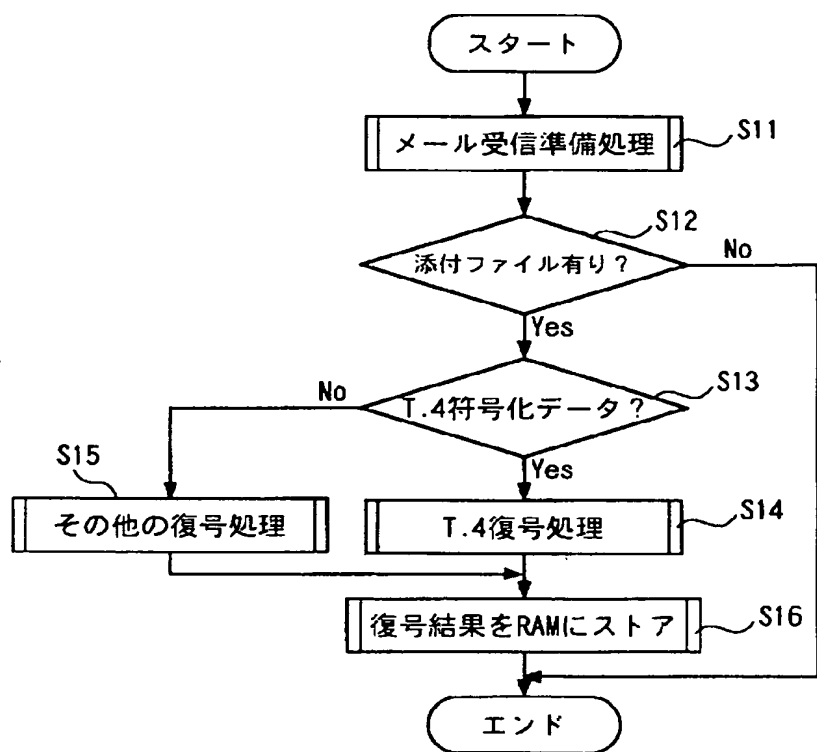 スタート
メール受信準備処理
S11
添付ファイル有り？
S12
No
Yes
T.4符号化データ？
S13
No
Yes
S15
その他の復号処理
T.4復号処理
S14
復号結果をRAMにストア
S16
エンド